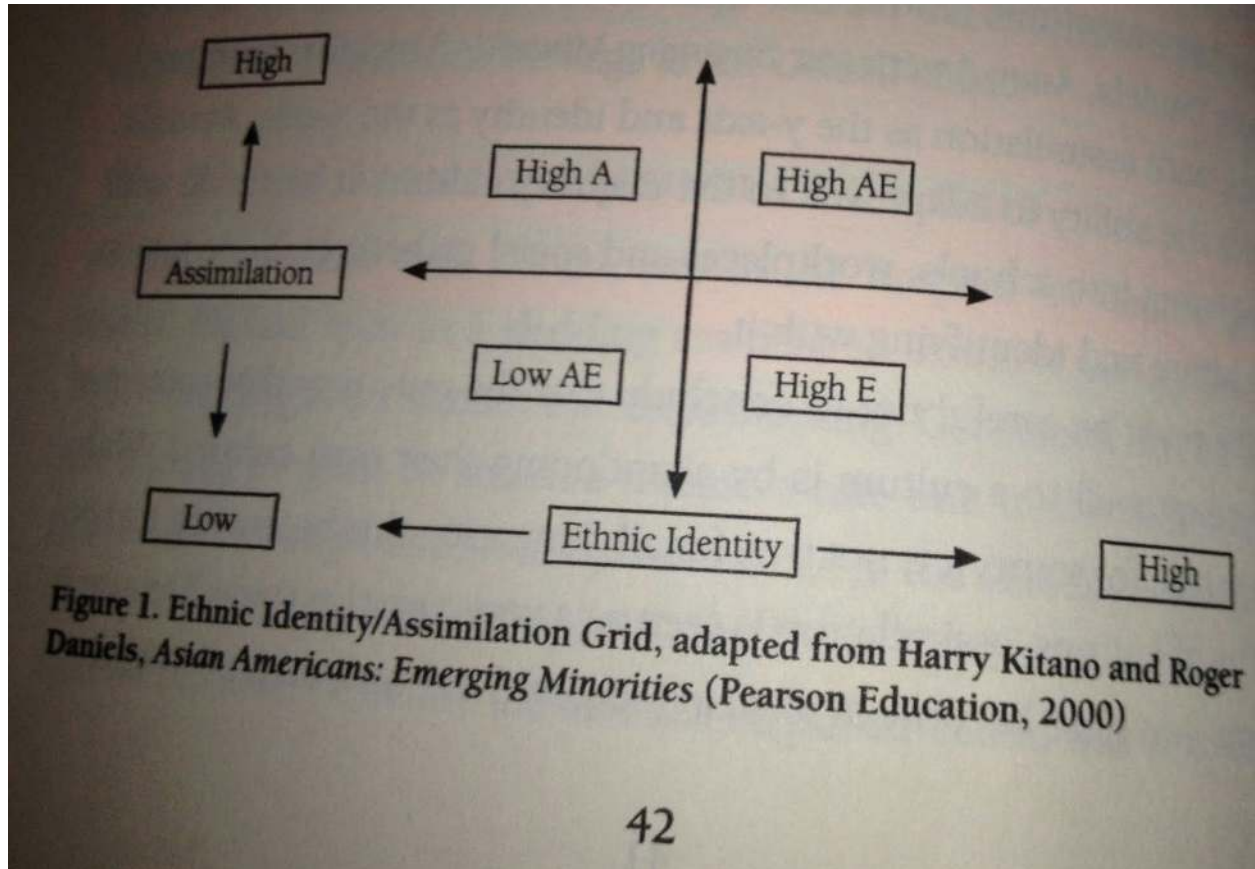 High
High A
High AE
Assimilation
Low AE
High E
Low
Ethnic Identity
High
Figure 1. Ethnic Identity/Assimilation Grid, adapted from Harry Kitano and Roger
Daniels, Asian Americans: Emerging Minorities (Pearson Education, 2000)
42